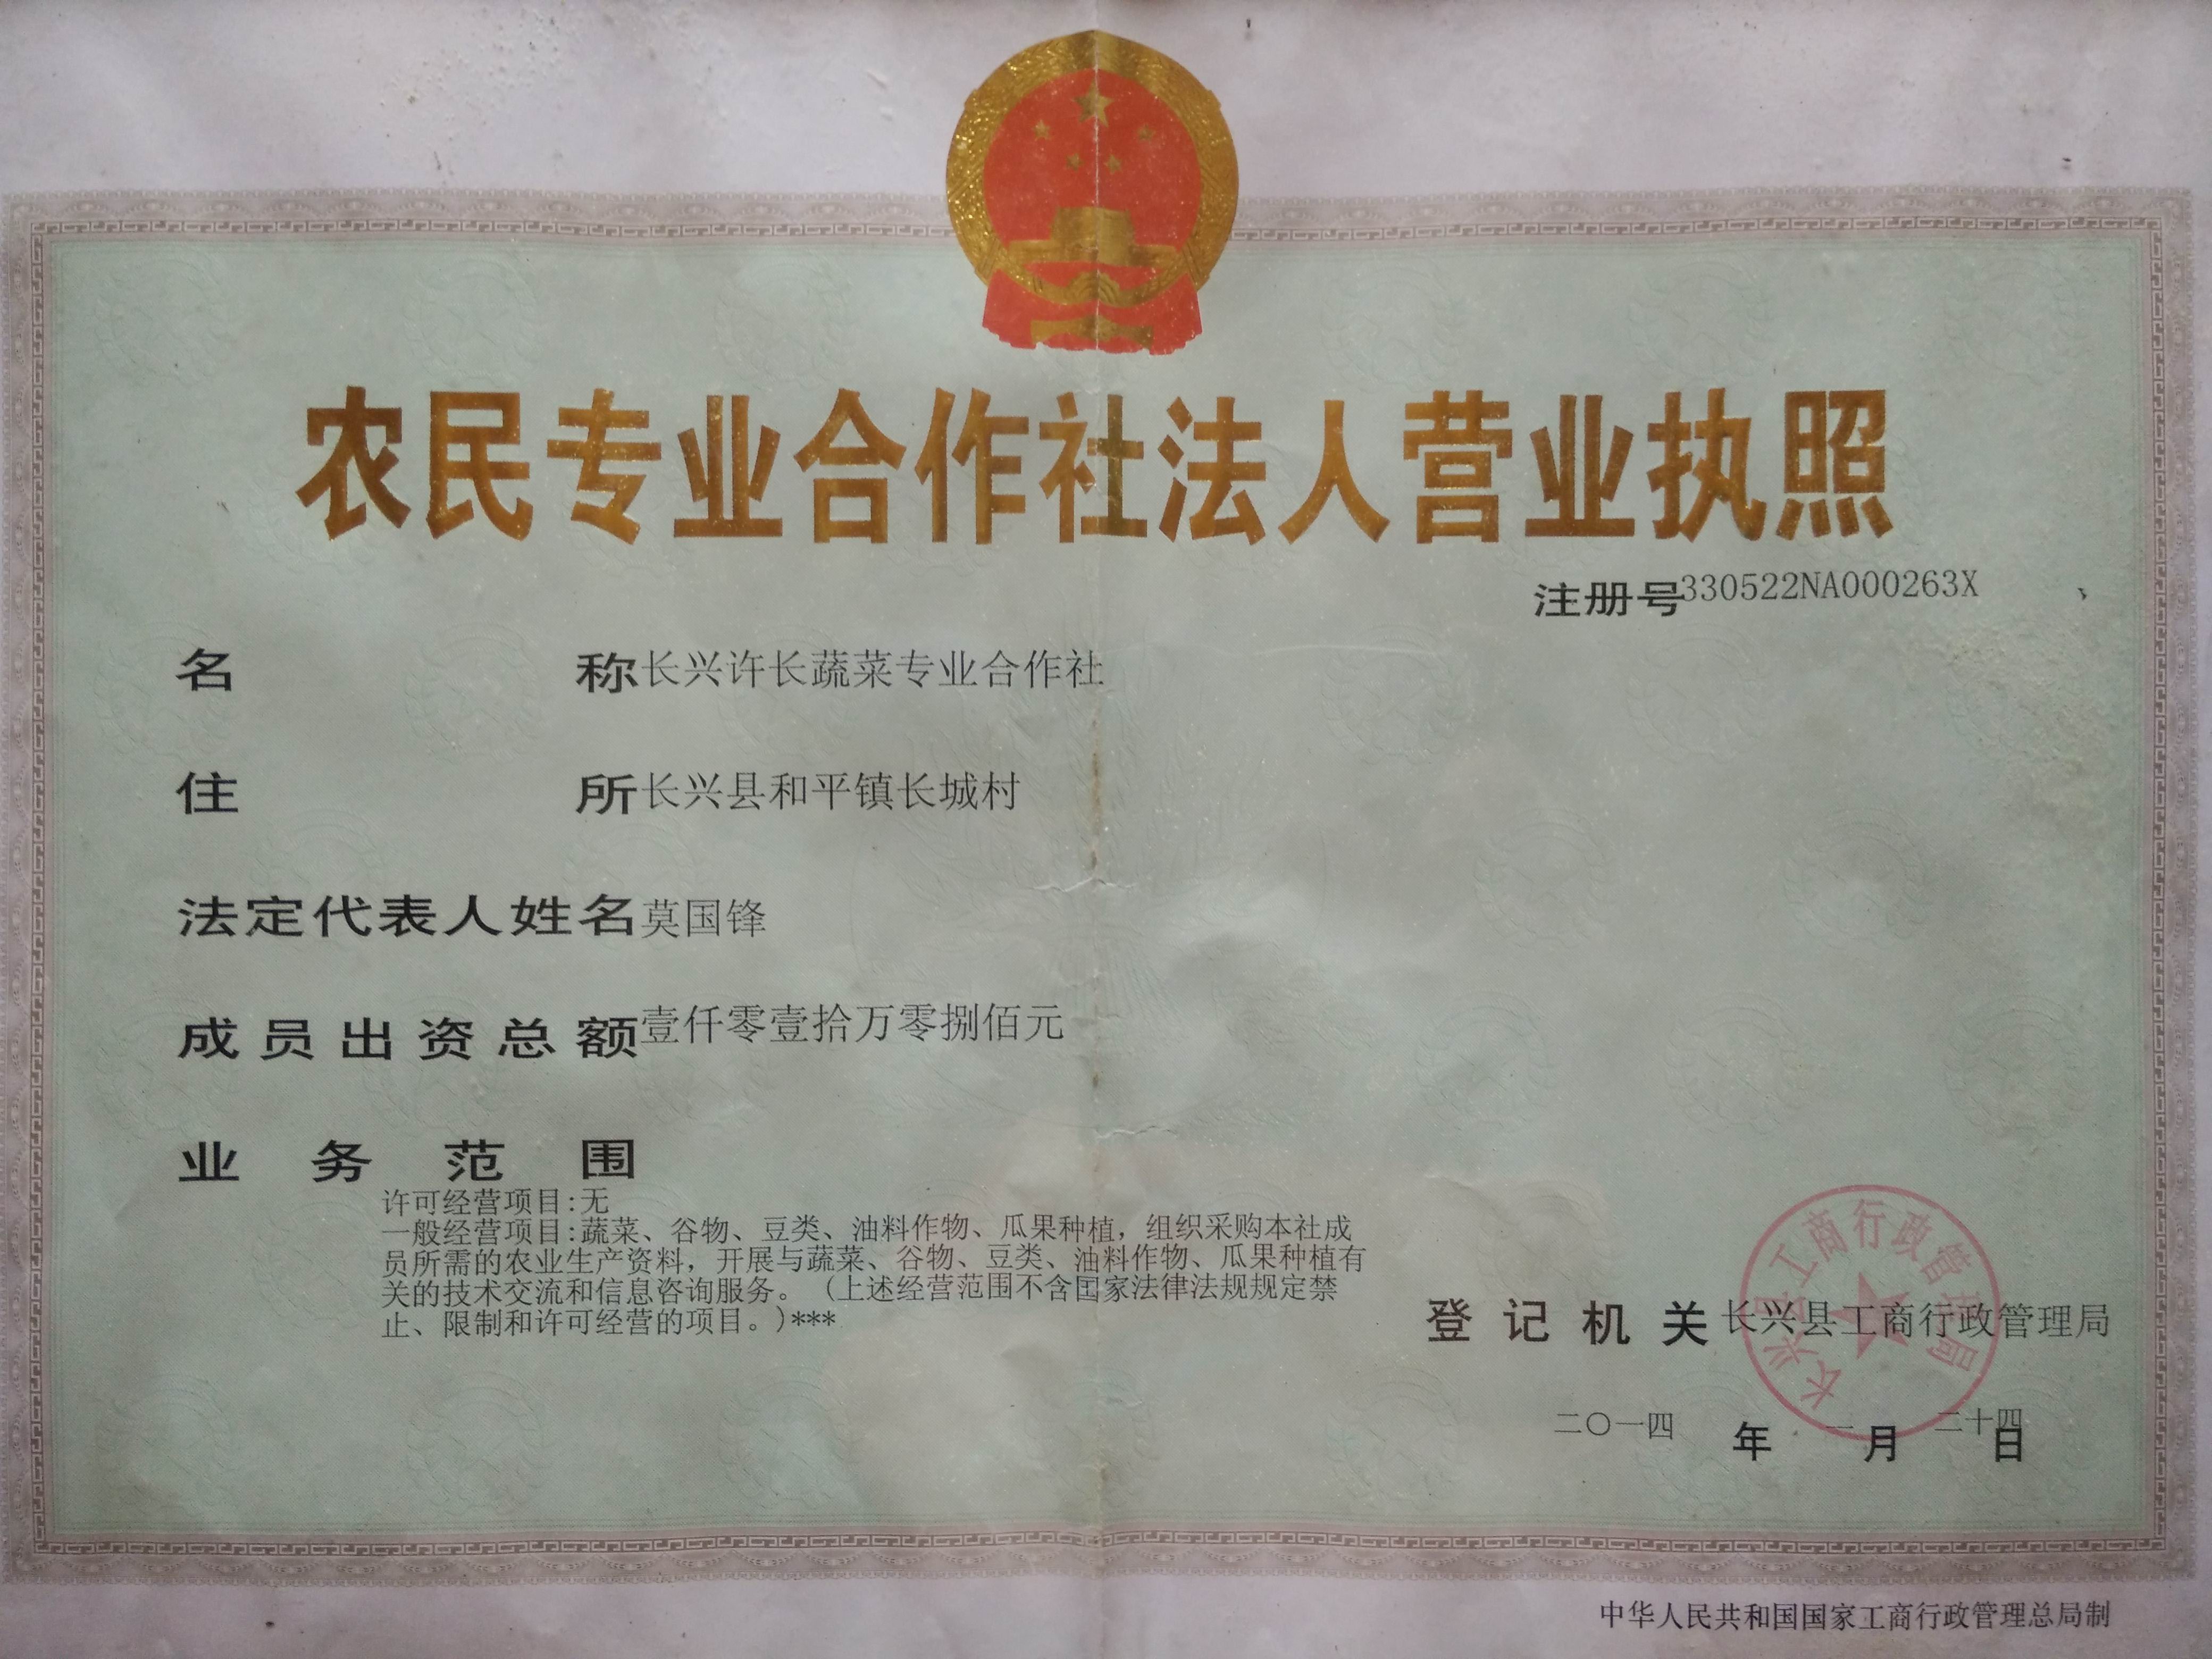 农民专业合作社法人营业执照
注册号330522NA000263X
名称长兴许长蔬菜专业合作社
住所长兴县和平镇长城村
法定代表人姓名莫国锋
成员出资总额壹仟零壹拾万零捌佰元
业务范围
许可经营项目:无
一般经营项目:蔬菜、谷物、豆类、油料作物、瓜果种植，组织采购本社成
员所需的农业生产资料，开展与蔬菜、谷物、豆类、油料作物、瓜果种植有
关的技术交流和信息咨询服务。(上述经营范围不含国家法律法规规定禁
止、限制和许可经营的项目。)***
登记机关长兴县工商行政管理局
长兴县工商行政管理局
二〇一四年 月二十四日
中华人民共和国国家工商行政管理总局制